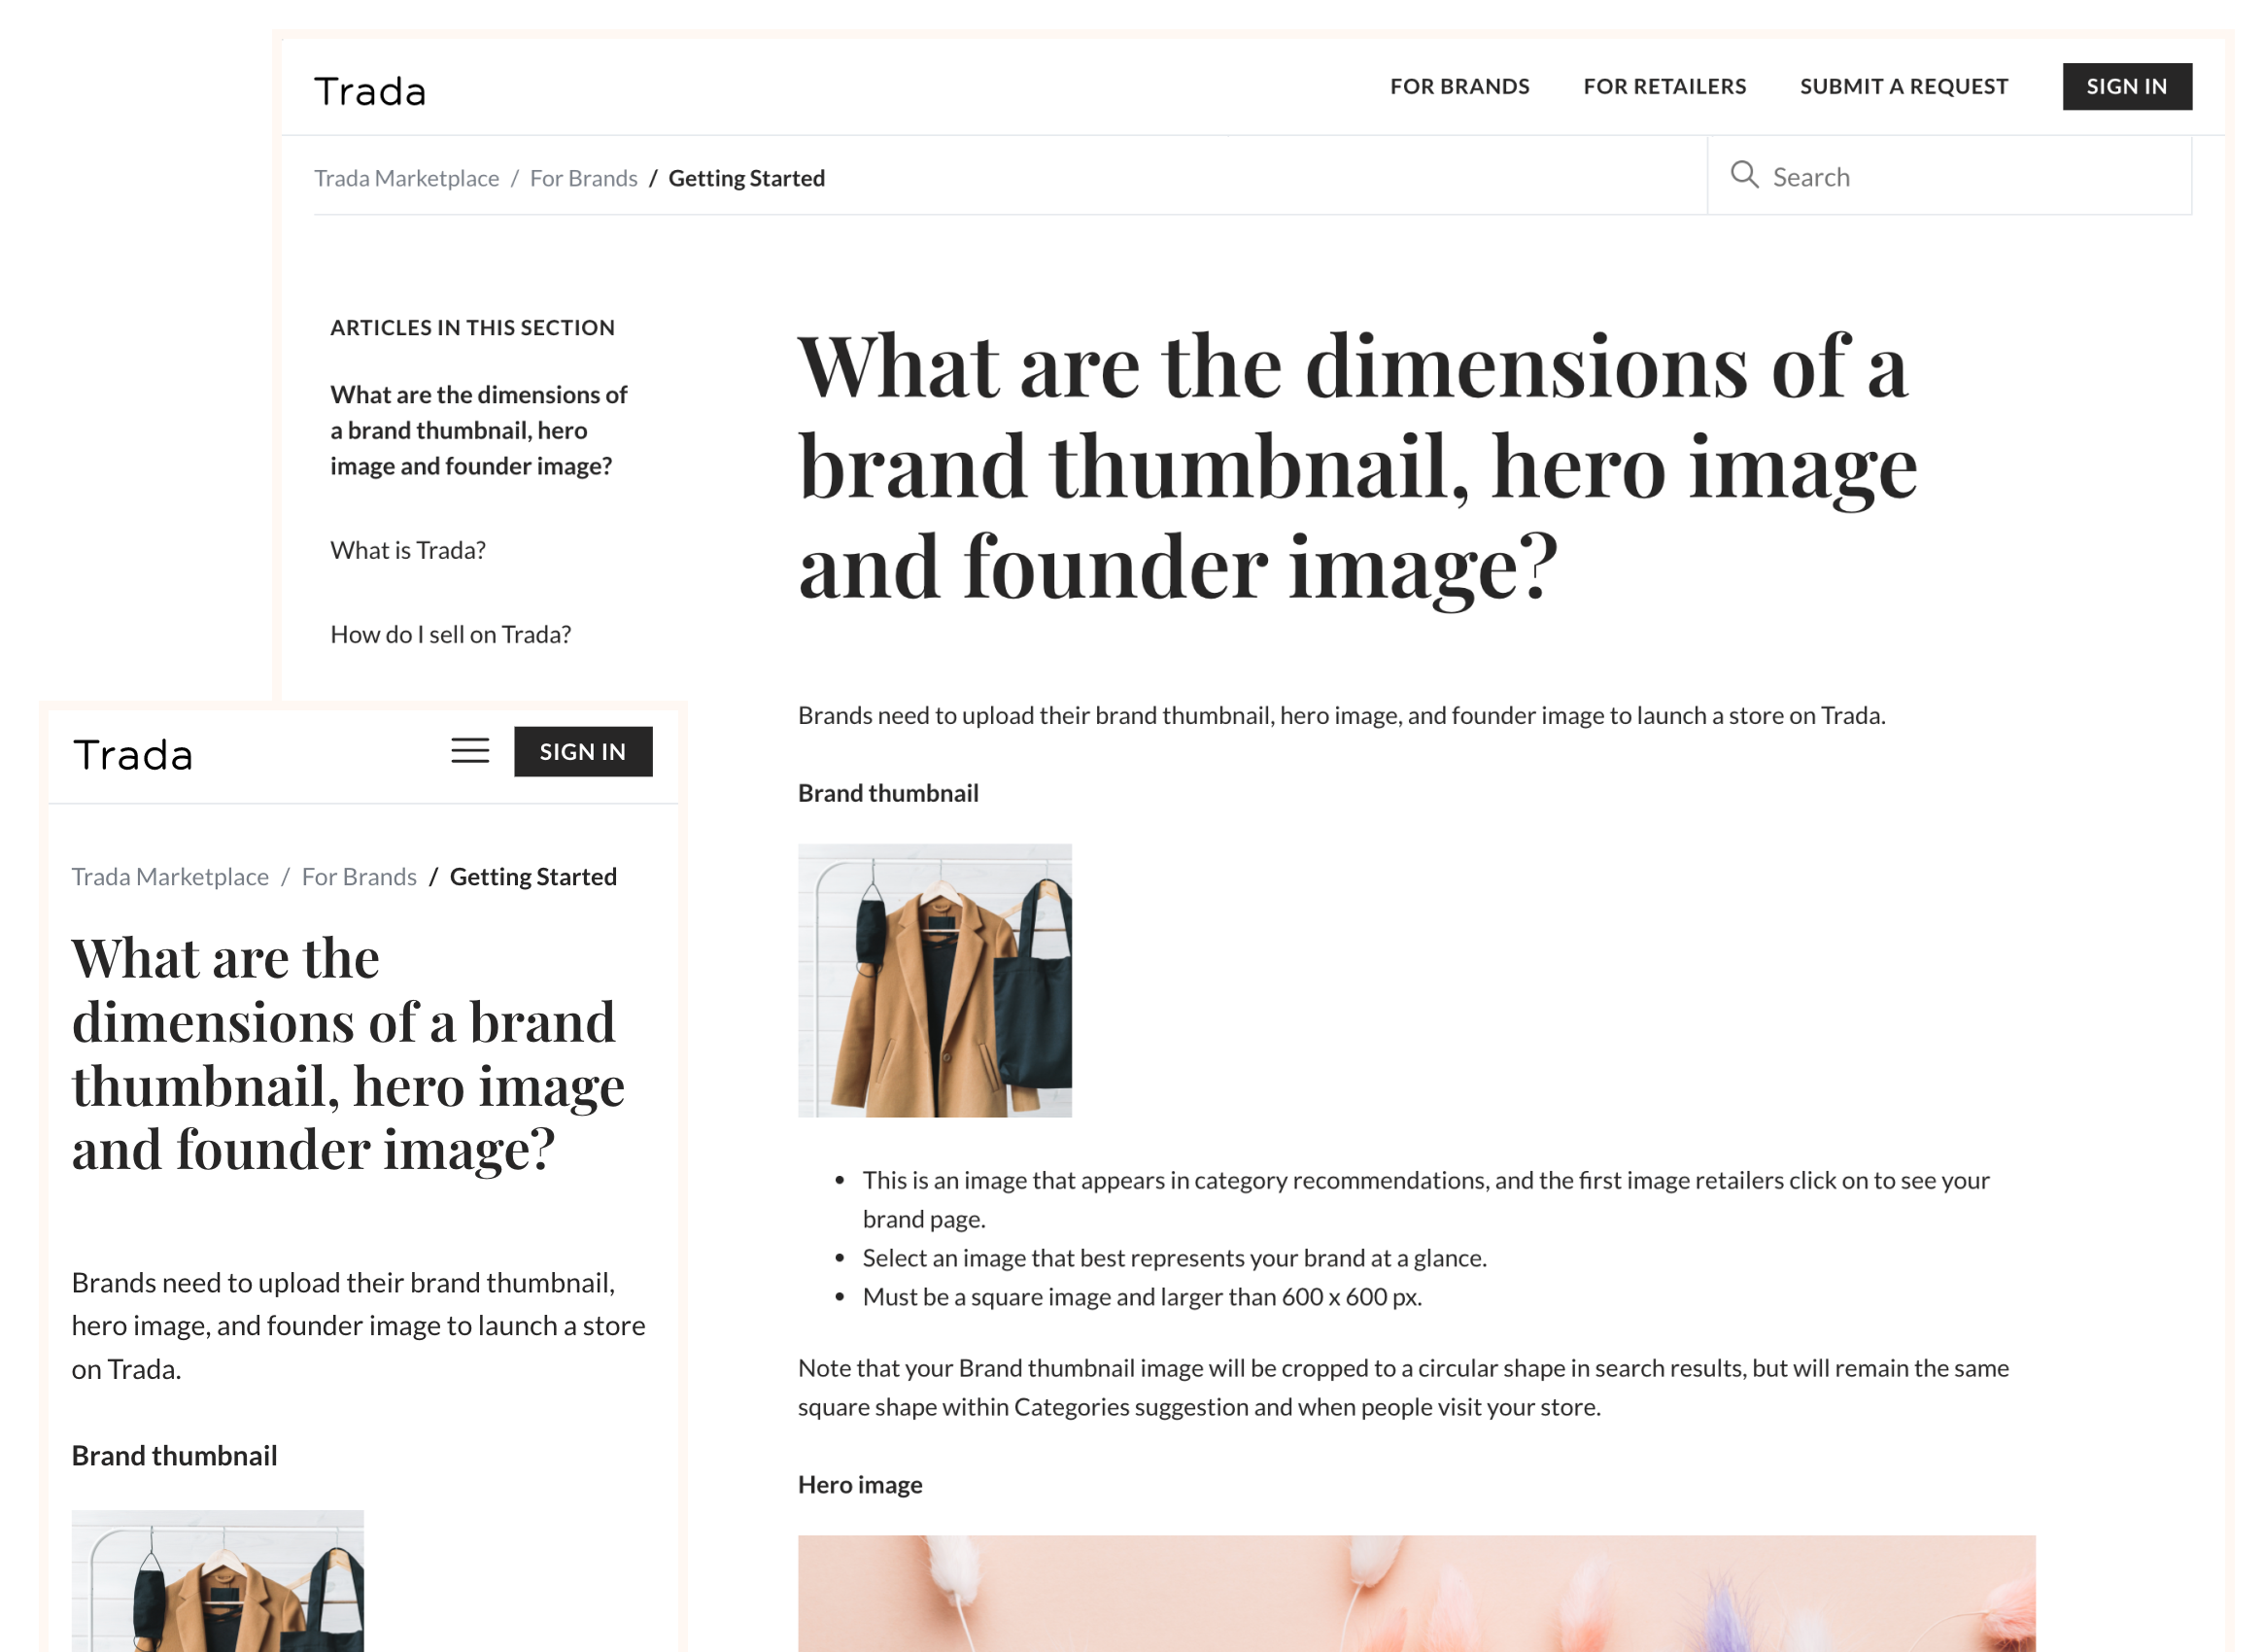 Trada
FOR BRANDS
FOR RETAILERS
SUBMIT A REQUEST
SIGN IN
Trada Marketplace / For Brands / Getting Started
Search
ARTICLES IN THIS SECTION
What are the dimensions of
a brand thumbnail, hero
image and founder image?
What is Trada?
How do I sell on Trada?
What are the dimensions of a
brand thumbnail, hero image
and founder image?
Brands need to upload their brand thumbnail, hero image, and founder image to launch a store on Trada.
Brand thumbnail
• This is an image that appears in category recommendations, and the first image retailers click on to see your
brand page.
• Select an image that best represents your brand at a glance.
• Must be a square image and larger than 600 x 600 px.
Note that your Brand thumbnail image will be cropped to a circular shape in search results, but will remain the same
square shape within Categories suggestion and when people visit your store.
Hero image
Trada
SIGN IN
Trada Marketplace / For Brands / Getting Started
What are the
dimensions of a brand
thumbnail, hero image
and founder image?
Brands need to upload their brand thumbnail,
hero image, and founder image to launch a store
on Trada.
Brand thumbnail